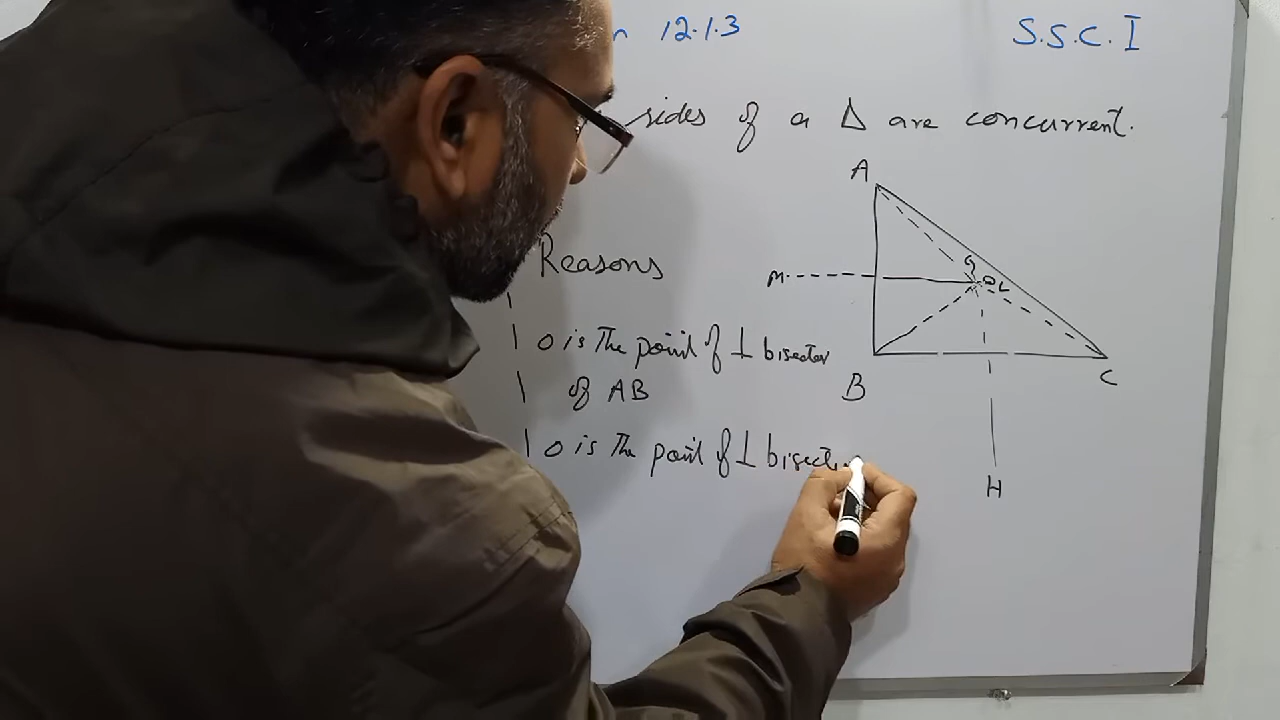 12.1.3 S.S.C. I
sides of a Δ are concurrent.
A
Reasons
M
G
O L
o is the point of ⊥ bisector
of AB
B
C
o is the point of ⊥ bisect
H